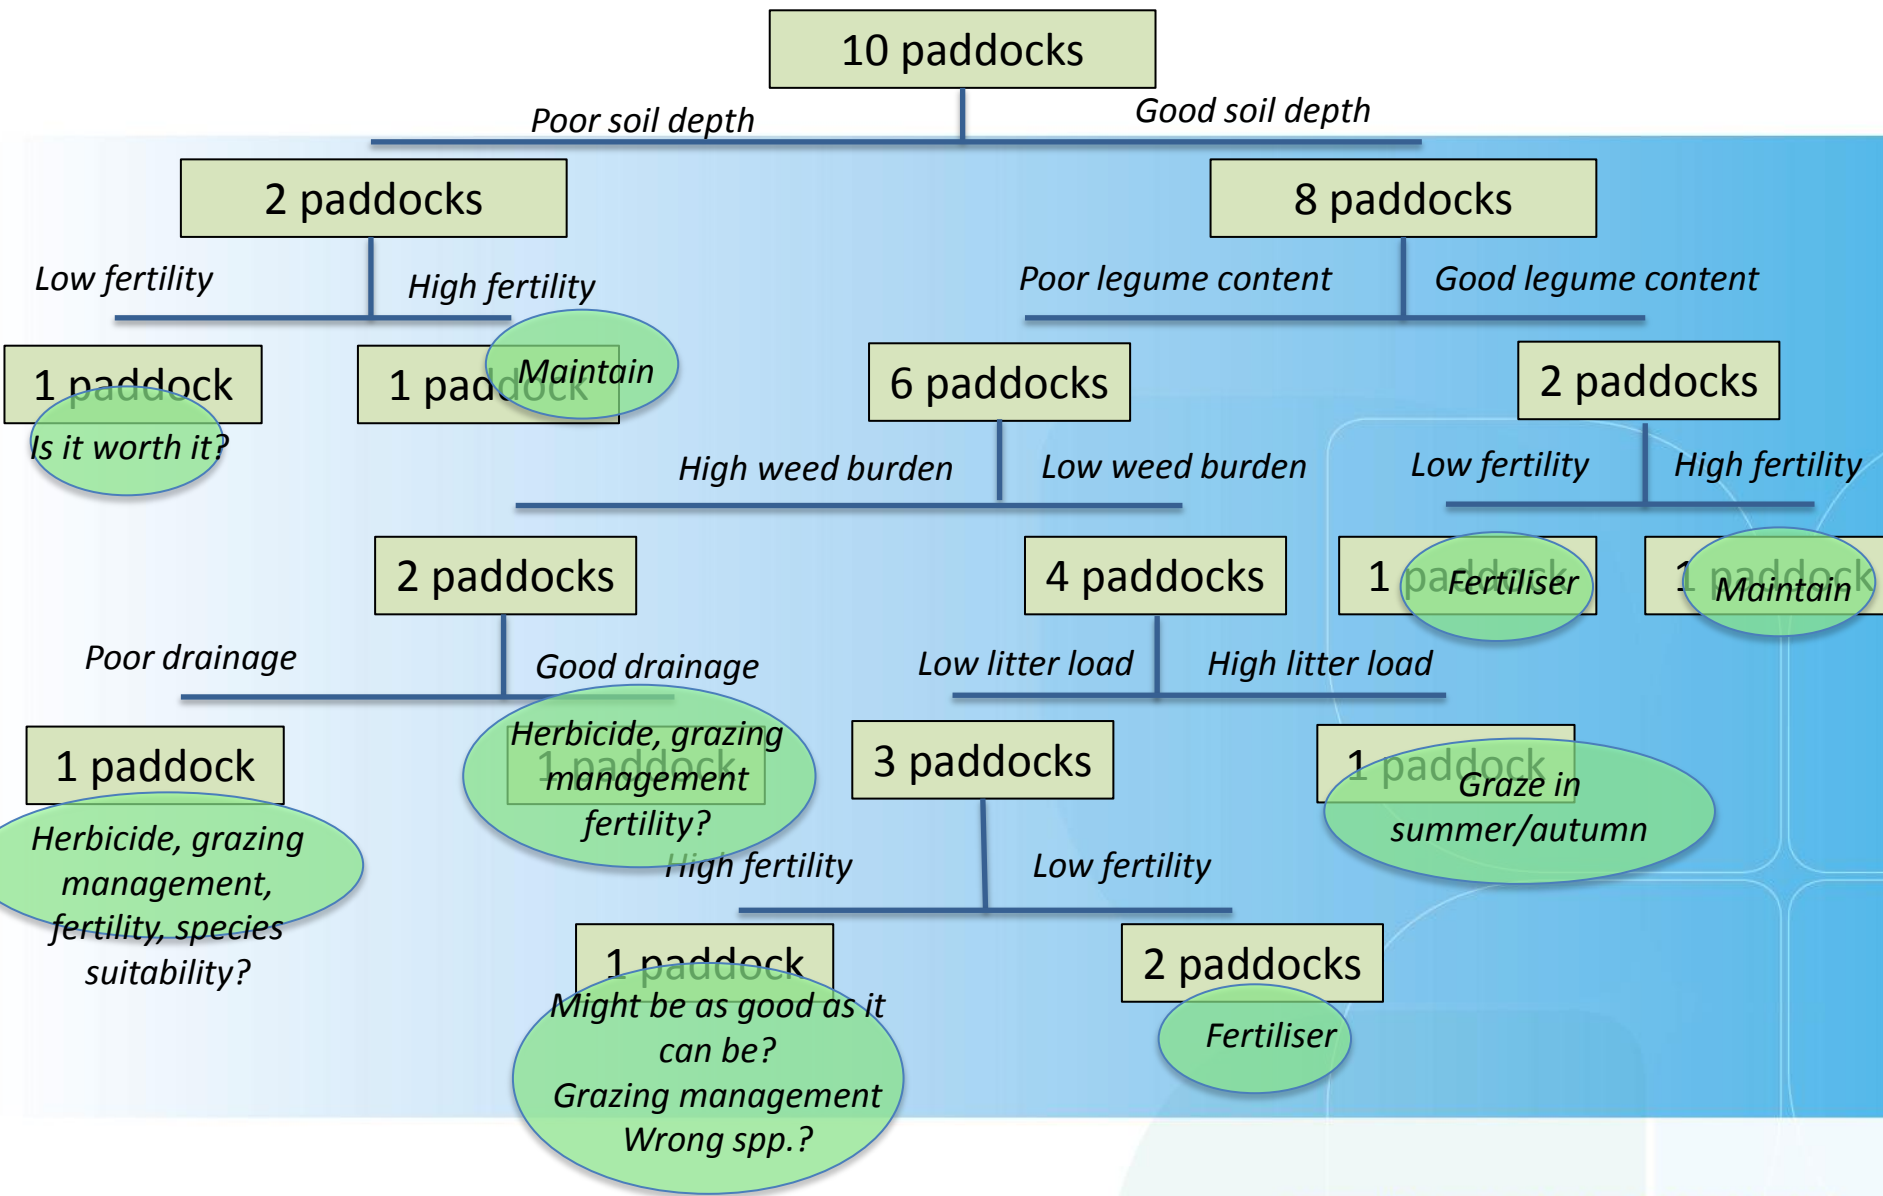 10 paddocks
Poor soil depth
Good soil depth
2 paddocks
8 paddocks
Low fertility
High fertility
Poor legume content
Good legume content
1 paddock
Is it worth it?
1 paddock
Maintain
6 paddocks
2 paddocks
High weed burden
Low weed burden
Low fertility
High fertility
2 paddocks
4 paddocks
1 paddock
Fertiliser
1 paddock
Maintain
Poor drainage
Good drainage
Low litter load
High litter load
1 paddock
Herbicide, grazing
management,
fertility, species
suitability?
1 paddock
Herbicide, grazing
management
fertility?
3 paddocks
1 paddock
Graze in
summer/autumn
High fertility
Low fertility
1 paddock
Might be as good as it
can be?
Grazing management
Wrong spp.?
2 paddocks
Fertiliser